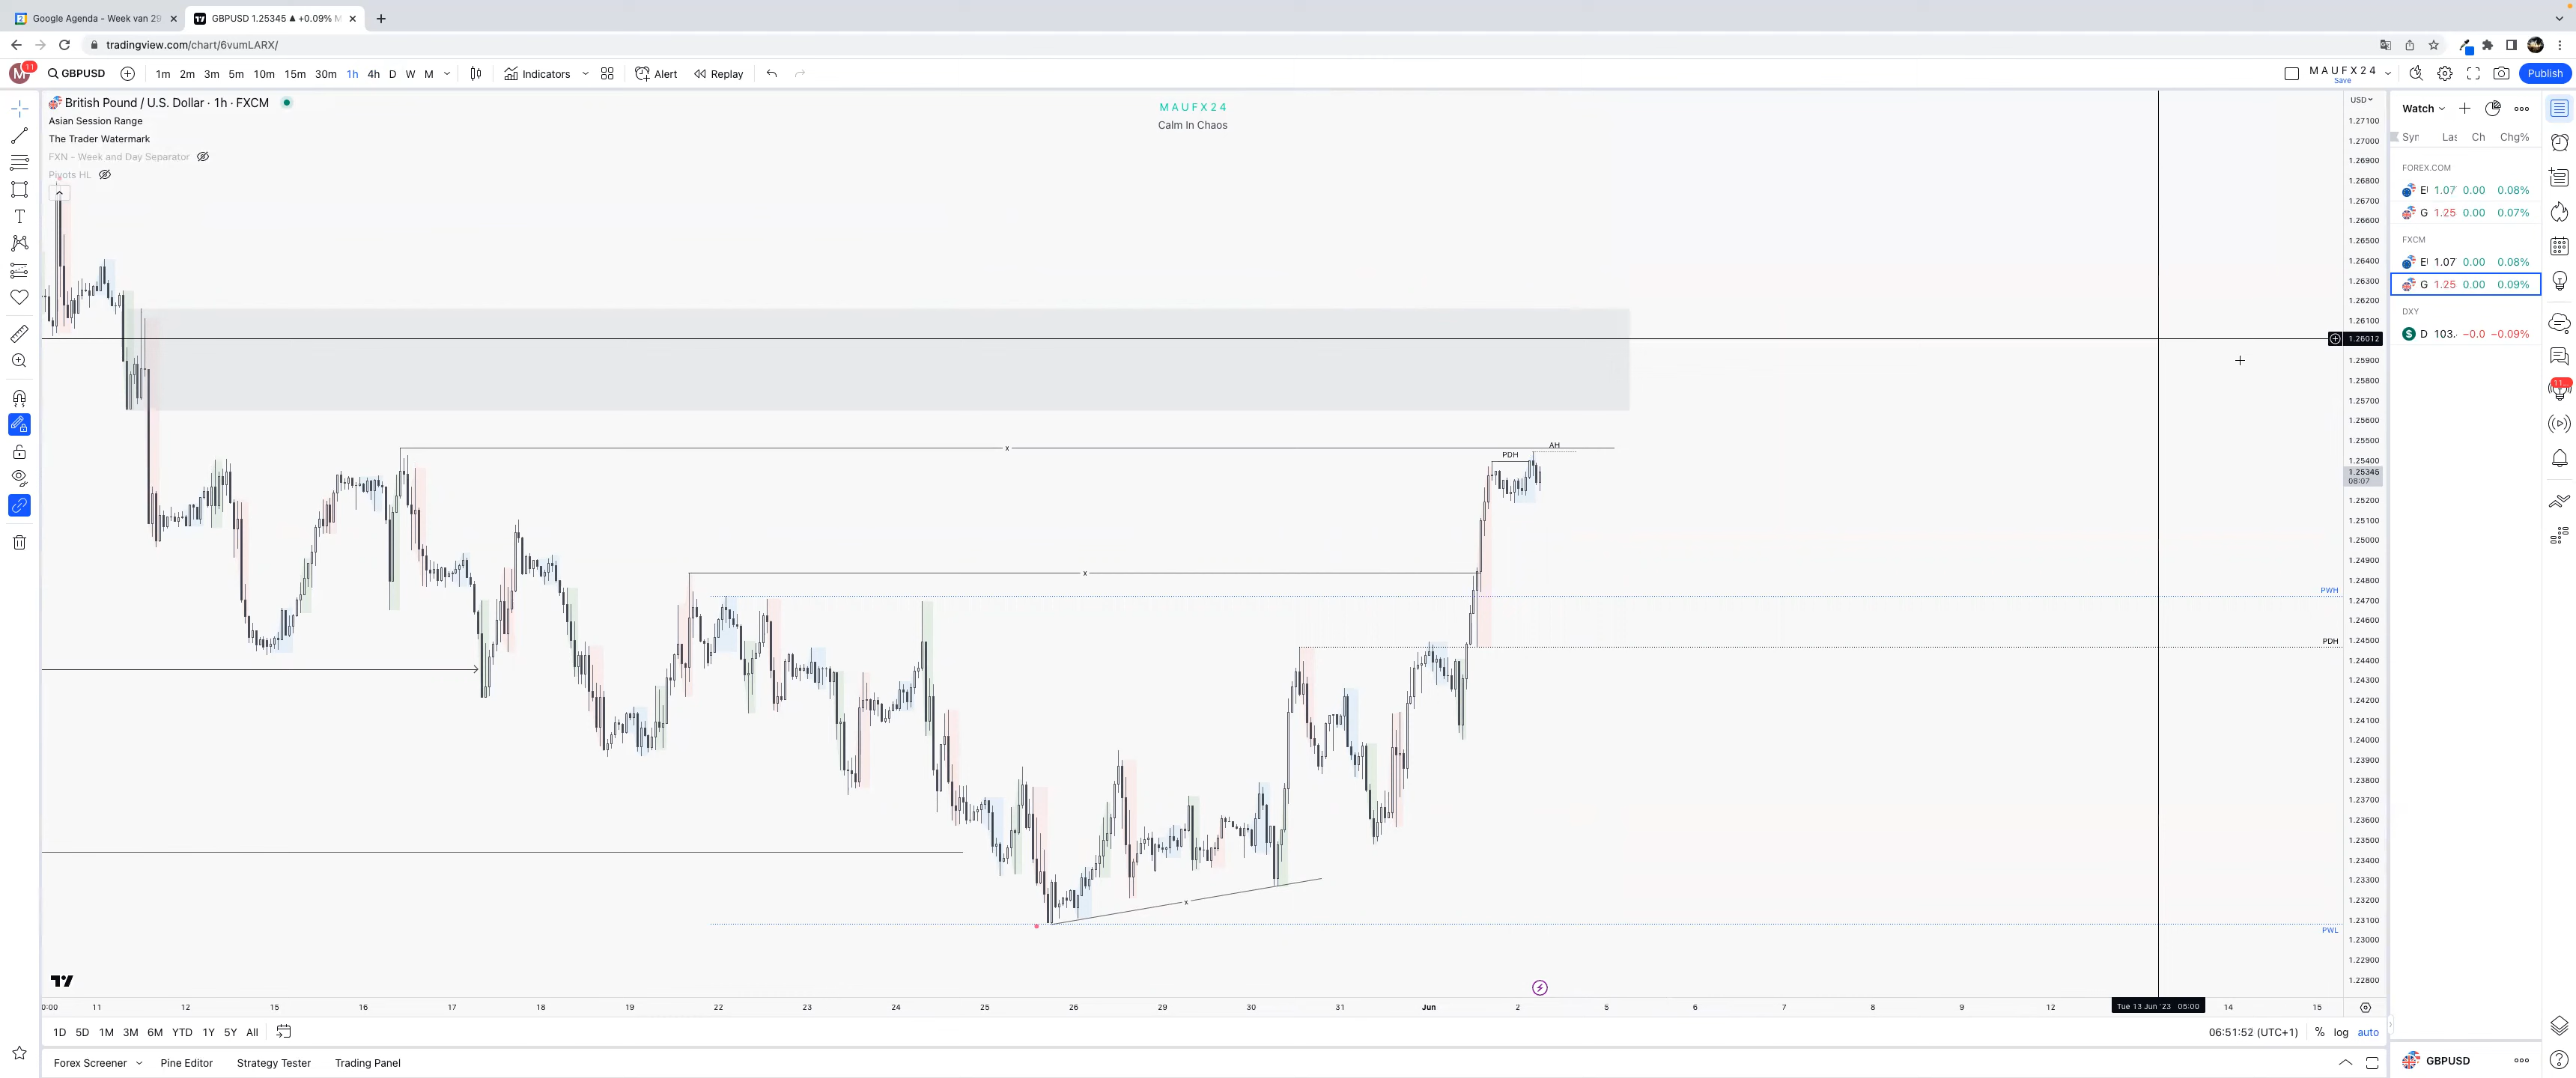 Google Agenda - Week van 29
GBPUSD 1.25345 ▲ +0.09% M
tradingview.com/chart/6vumLARX/
M 11 GBPUSD 1m 2m 3m 5m 10m 15m 30m 1h 4h D W M Indicators Alert Replay MAUFX24 Publish
Save
British Pound / U.S. Dollar · 1h · FXCM
Asian Session Range
The Trader Watermark
FXN - Week and Day Separator
Pivots HL
MAUFX24
Calm In Chaos
x
AH
PDH
x
PWH
PDH
x
PWL
USD
1.27100
1.27000
1.26900
1.26800
1.26700
1.26600
1.26500
1.26400
1.26300
1.26200
1.26100
1.26012
1.25900
1.25800
1.25700
1.25600
1.25500
1.25400
1.25345
08:07
1.25200
1.25100
1.25000
1.24900
1.24800
1.24700
1.24600
1.24500
1.24400
1.24300
1.24200
1.24100
1.24000
1.23900
1.23800
1.23700
1.23600
1.23500
1.23400
1.23300
1.23200
1.23100
1.23000
1.22900
1.22800
0:00 11 12 15 16 17 18 19 22 23 24 25 26 29 30 31 Jun 2 5 6 7 8 9 12 Tue 13 Jun '23 05:00 14 15
1D 5D 1M 3M 6M YTD 1Y 5Y All
06:51:52 (UTC+1) % log auto
Forex Screener Pine Editor Strategy Tester Trading Panel
Watch
Syr Las Ch Chg%
FOREX.COM
E 1.07 0.00 0.08%
G 1.25 0.00 0.07%
FXCM
E 1.07 0.00 0.08%
G 1.25 0.00 0.09%
DXY
$ D 103. −0.0 −0.09%
GBPUSD